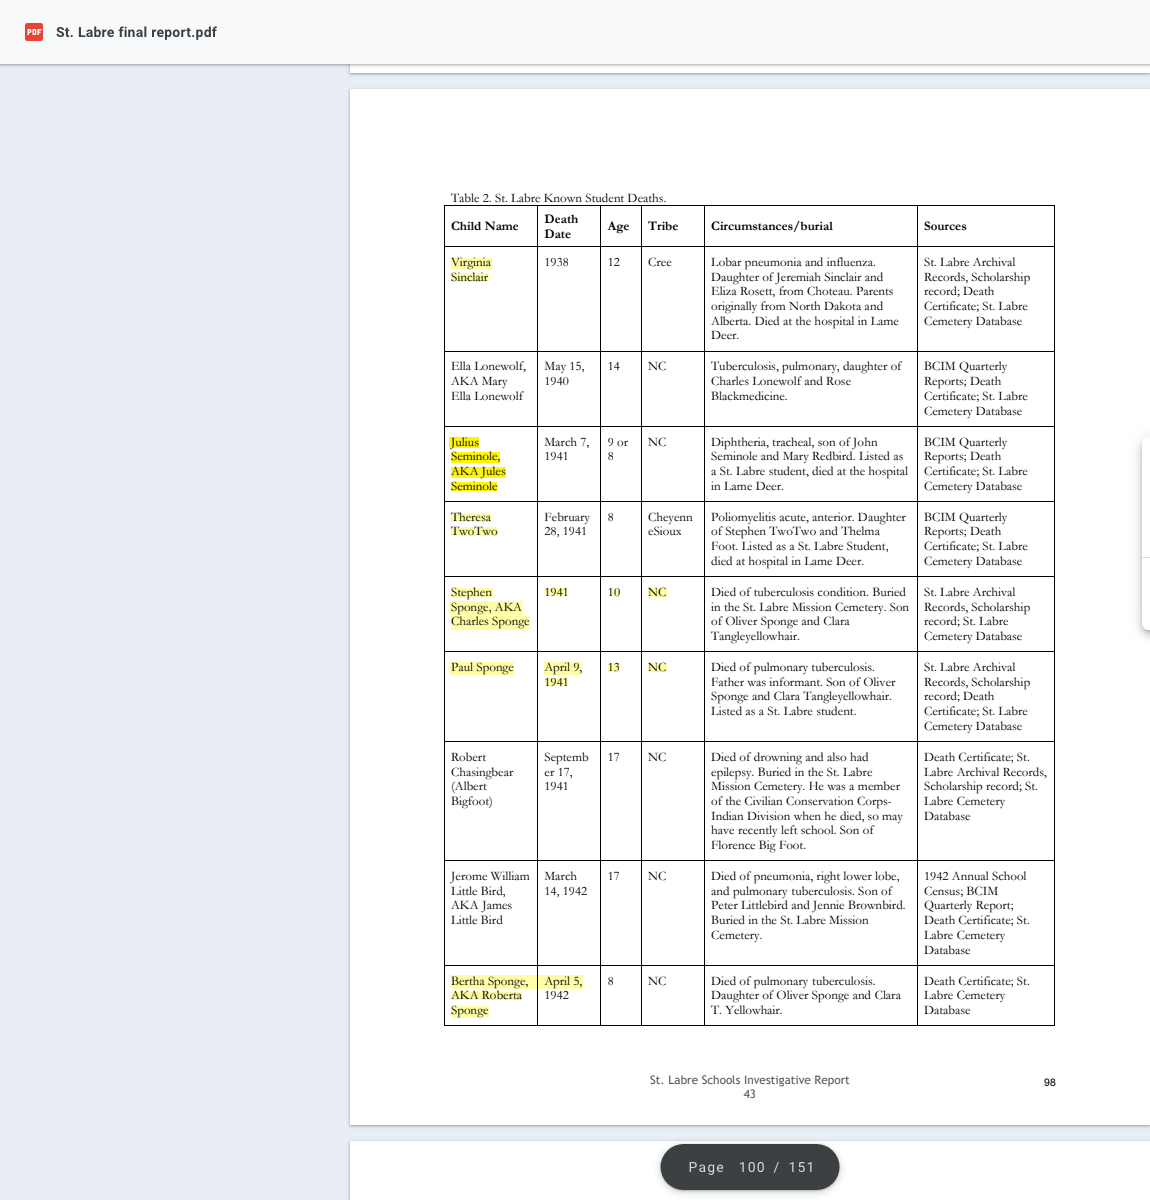 St. Labre final report.pdf
Table 2. St. Labre Known Student Deaths.
Child Name
Death
Date
Age
Tribe
Circumstances/burial
Sources
Virginia
Sinclair
1938
12
Cree
Lobar pneumonia and influenza.
Daughter of Jeremiah Sinclair and
Eliza Rosett, from Choteau. Parents
originally from North Dakota and
Alberta. Died at the hospital in Lame
Deer.
St. Labre Archival
Records, Scholarship
record; Death
Certificate; St. Labre
Cemetery Database
Ella Lonewolf,
AKA Mary
Ella Lonewolf
May 15,
1940
14
NC
Tuberculosis, pulmonary, daughter of
Charles Lonewolf and Rose
Blackmedicine.
BCIM Quarterly
Reports; Death
Certificate; St. Labre
Cemetery Database
Julius
Seminole,
AKA Jules
Seminole
March 7,
1941
9 or
8
NC
Diphtheria, tracheal, son of John
Seminole and Mary Redbird. Listed as
a St. Labre student, died at the hospital
in Lame Deer.
BCIM Quarterly
Reports; Death
Certificate; St. Labre
Cemetery Database
Theresa
TwoTwo
February
28, 1941
8
Cheyenn
eSioux
Poliomyelitis acute, anterior. Daughter
of Stephen TwoTwo and Thelma
Foot. Listed as a St. Labre Student,
died at hospital in Lame Deer.
BCIM Quarterly
Reports; Death
Certificate; St. Labre
Cemetery Database
Stephen
Sponge, AKA
Charles Sponge
1941
10
NC
Died of tuberculosis condition. Buried
in the St. Labre Mission Cemetery. Son
of Oliver Sponge and Clara
Tangleyellowhair.
St. Labre Archival
Records, Scholarship
record; St. Labre
Cemetery Database
Paul Sponge
April 9,
1941
13
NC
Died of pulmonary tuberculosis.
Father was informant. Son of Oliver
Sponge and Clara Tangleyellowhair.
Listed as a St. Labre student.
St. Labre Archival
Records, Scholarship
record; Death
Certificate; St. Labre
Cemetery Database
Robert
Chasingbear
(Albert
Bigfoot)
Septemb
er 17,
1941
17
NC
Died of drowning and also had
epilepsy. Buried in the St. Labre
Mission Cemetery. He was a member
of the Civilian Conservation Corps-
Indian Division when he died, so may
have recently left school. Son of
Florence Big Foot.
Death Certificate; St.
Labre Archival Records,
Scholarship record; St.
Labre Cemetery
Database
Jerome William
Little Bird,
AKA James
Little Bird
March
14, 1942
17
NC
Died of pneumonia, right lower lobe,
and pulmonary tuberculosis. Son of
Peter Littlebird and Jennie Brownbird.
Buried in the St. Labre Mission
Cemetery.
1942 Annual School
Census; BCIM
Quarterly Report;
Death Certificate; St.
Labre Cemetery
Database
Bertha Sponge,
AKA Roberta
Sponge
April 5,
1942
8
NC
Died of pulmonary tuberculosis.
Daughter of Oliver Sponge and Clara
T. Yellowhair.
Death Certificate; St.
Labre Cemetery
Database
St. Labre Schools Investigative Report
43
98
Page 100 / 151